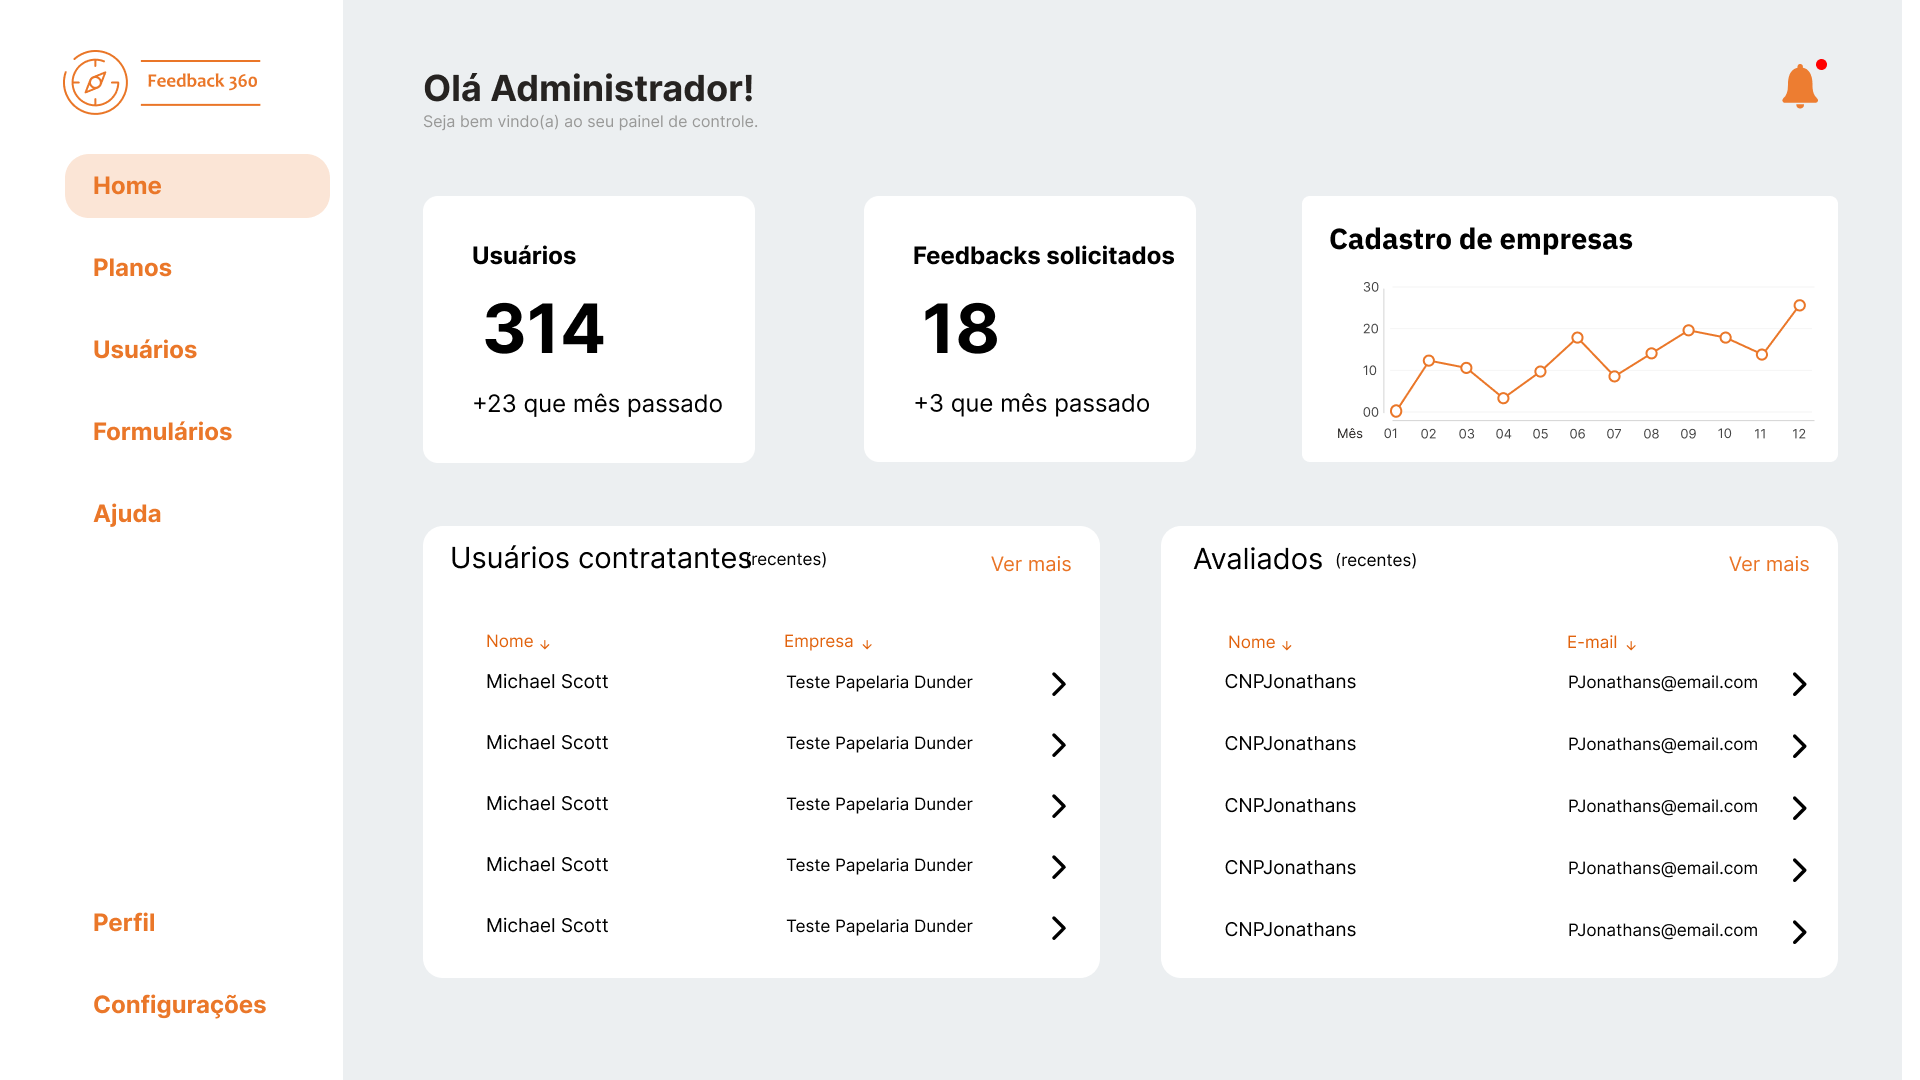 Feedback 360
Home
Planos
Usuários
Formulários
Ajuda
Perfil
Configurações
Olá Administrador!
Seja bem vindo(a) ao seu painel de controle.
Usuários
314
+23 que mês passado
Feedbacks solicitados
18
+3 que mês passado
Cadastro de empresas
30
20
10
00
Mês 01 02 03 04 05 06 07 08 09 10 11 12
Usuários contratantes (recentes) Ver mais
Nome ↓ Empresa ↓
Michael Scott Teste Papelaria Dunder
Michael Scott Teste Papelaria Dunder
Michael Scott Teste Papelaria Dunder
Michael Scott Teste Papelaria Dunder
Michael Scott Teste Papelaria Dunder
Avaliados (recentes) Ver mais
Nome ↓ E-mail ↓
CNPJonathans PJonathans@email.com
CNPJonathans PJonathans@email.com
CNPJonathans PJonathans@email.com
CNPJonathans PJonathans@email.com
CNPJonathans PJonathans@email.com